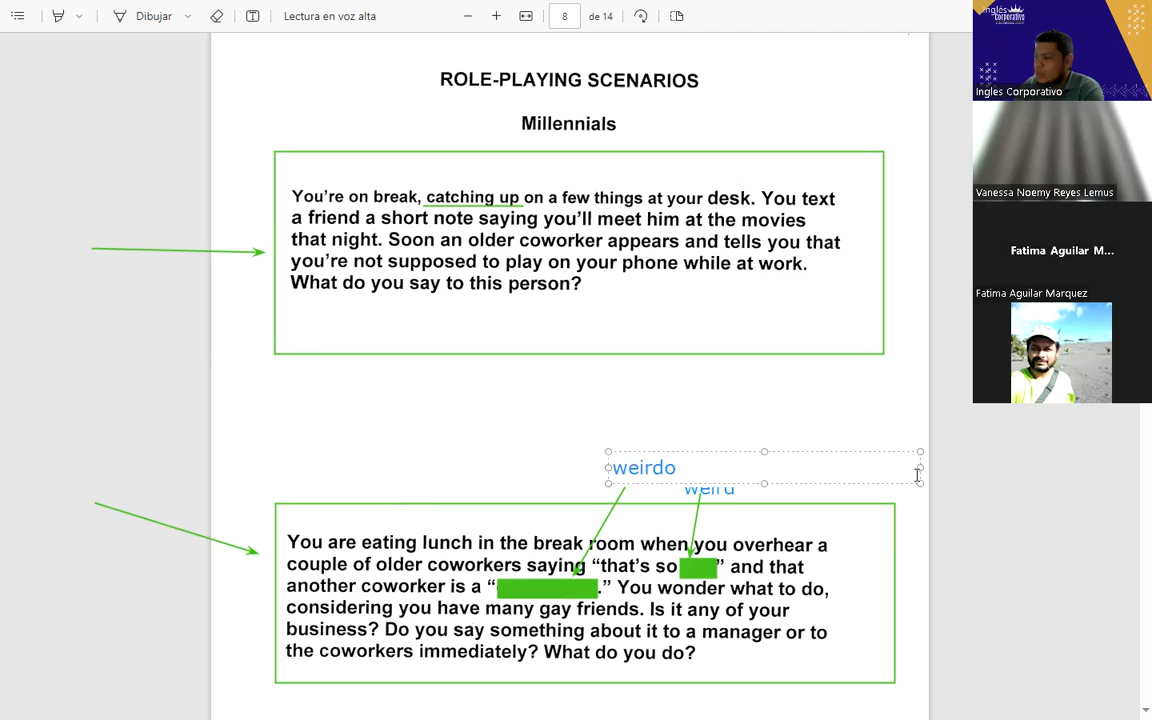 Dibujar
Lectura en voz alta
8
de 14
Inglés
Corporativo
Ingles Corporativo
ROLE-PLAYING SCENARIOS
Millennials
You're on break, catching up on a few things at your desk. You text
a friend a short note saying you'll meet him at the movies
that night. Soon an older coworker appears and tells you that
you're not supposed to play on your phone while at work.
What do you say to this person?
Vanessa Noemy Reyes Lemus
Fatima Aguilar M...
Fatima Aguilar Marquez
weirdo
weird
You are eating lunch in the break room when you overhear a
couple of older coworkers saying “that's so ” and that
another coworker is a “ .” You wonder what to do,
considering you have many gay friends. Is it any of your
business? Do you say something about it to a manager or to
the coworkers immediately? What do you do?